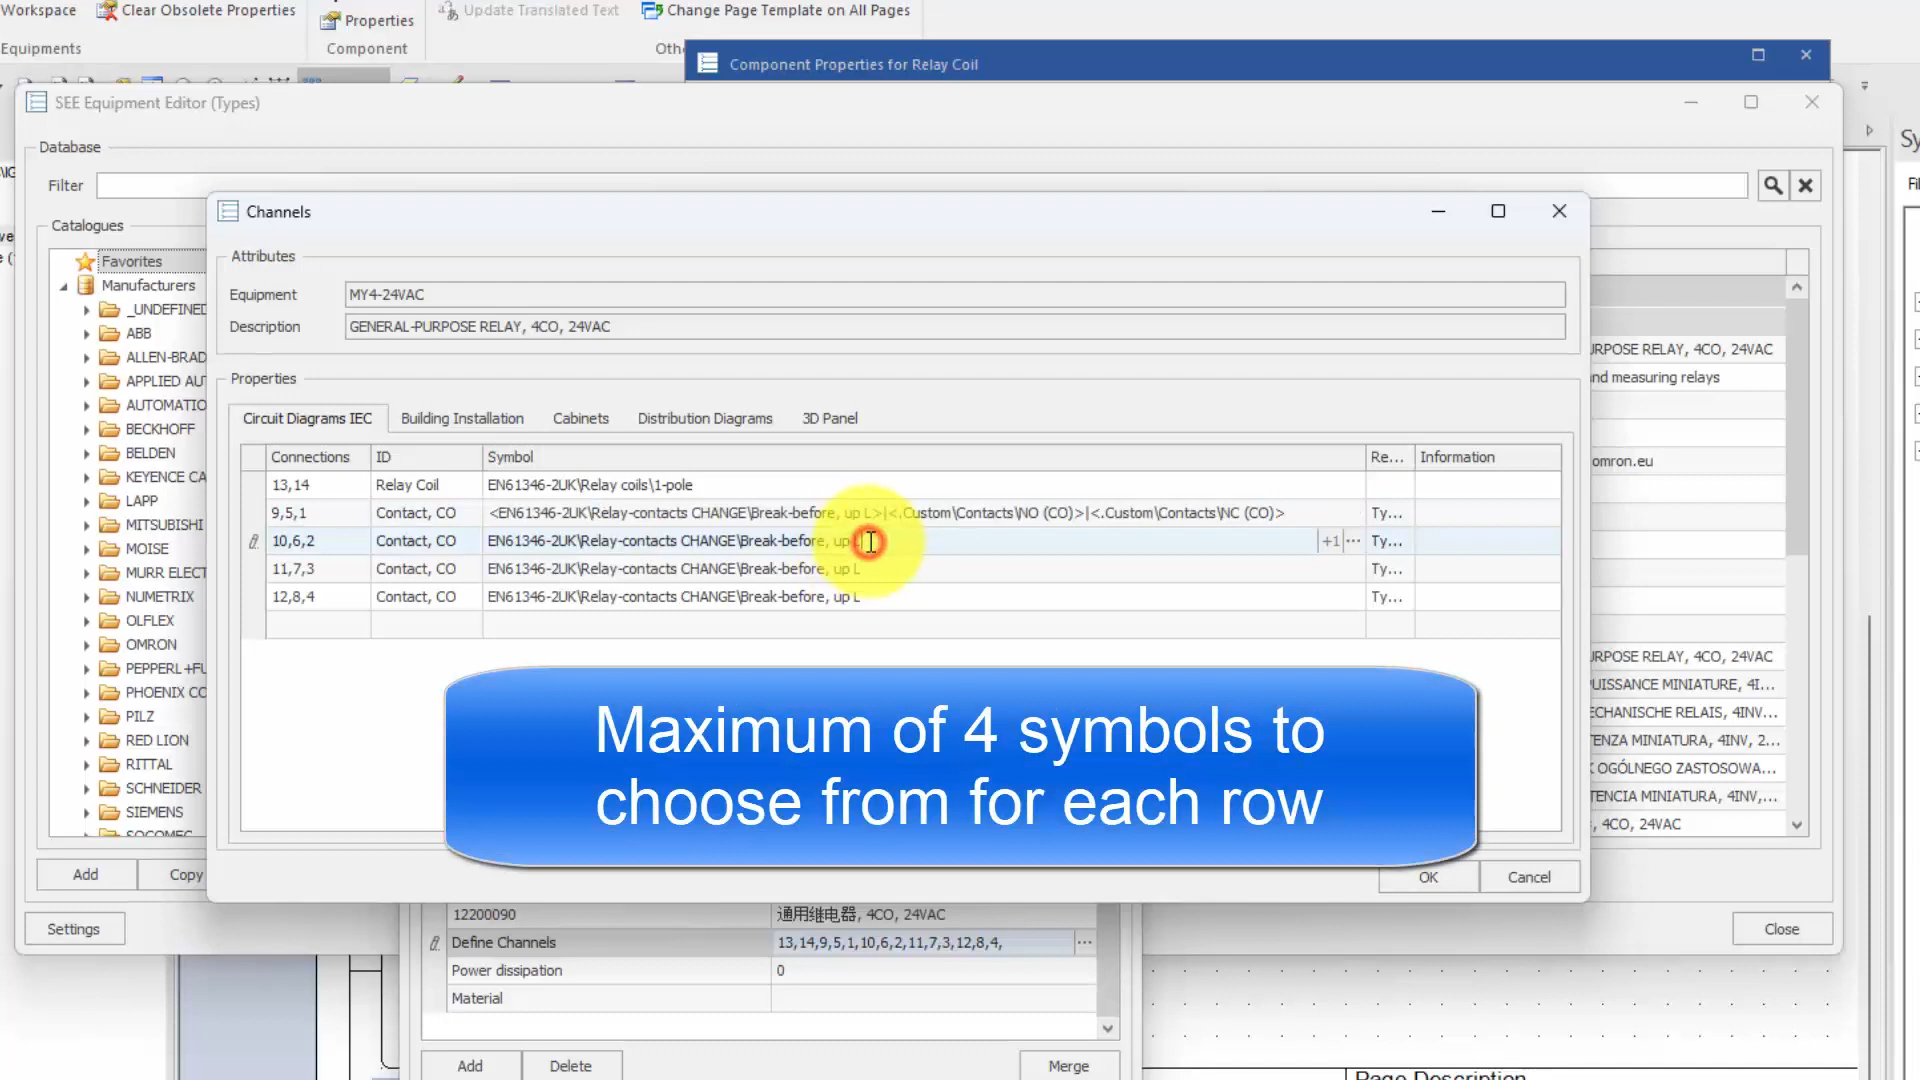 Workspace
Clear Obsolete Properties
Properties
Update Translated Text
Change Page Template on All Pages
Equipments
Component
Component Properties for Relay Coil
SEE Equipment Editor (Types)
Database
Filter
Catalogues
Channels
Attributes
Equipment
MY4-24VAC
Description
GENERAL-PURPOSE RELAY, 4CO, 24VAC
Properties
Circuit Diagrams IEC
Building Installation
Cabinets
Distribution Diagrams
3D Panel
Connections
ID
Symbol
Re...
Information
13,14
Relay Coil
EN61346-2UK\Relay coils\1-pole
9,5,1
Contact, CO
<EN61346-2UK\Relay-contacts CHANGE\Break-before, up L>|<.Custom\Contacts\NO (CO)>|<.Custom\Contacts\NC (CO)>
Ty...
10,6,2
Contact, CO
EN61346-2UK\Relay-contacts CHANGE\Break-before, up L
+1
...
Ty...
11,7,3
Contact, CO
EN61346-2UK\Relay-contacts CHANGE\Break-before, up L
Ty...
12,8,4
Contact, CO
EN61346-2UK\Relay-contacts CHANGE\Break-before, up L
Ty...
Maximum of 4 symbols to
choose from for each row
OK
Cancel
Favorites
Manufacturers
_UNDEFINED
ABB
ALLEN-BRAD
APPLIED AU
AUTOMATIO
BECKHOFF
BELDEN
KEYENCE CA
LAPP
MITSUBISHI
MOISE
MURR ELECT
NUMETRIX
OLFLEX
OMRON
PEPPERL+FU
PHOENIX CO
PILZ
RED LION
RITTAL
SCHNEIDER
SIEMENS
SOCOMEC
URPOSE RELAY, 4CO, 24VAC
nd measuring relays
omron.eu
URPOSE RELAY, 4CO, 24VAC
UISSANCE MINIATURE, 4I...
ECHANISCHE RELAIS, 4INV...
TENZA MINIATURA, 4INV, 2...
K OGÓLNEGO ZASTOSOWA...
TENCIA MINIATURA, 4INV,...
, 4CO, 24VAC
Add
Copy
Settings
Close
12200090
通用继电器, 4CO, 24VAC
Define Channels
13,14,9,5,1,10,6,2,11,7,3,12,8,4,
...
Power dissipation
0
Material
Add
Delete
Merge
Page Description